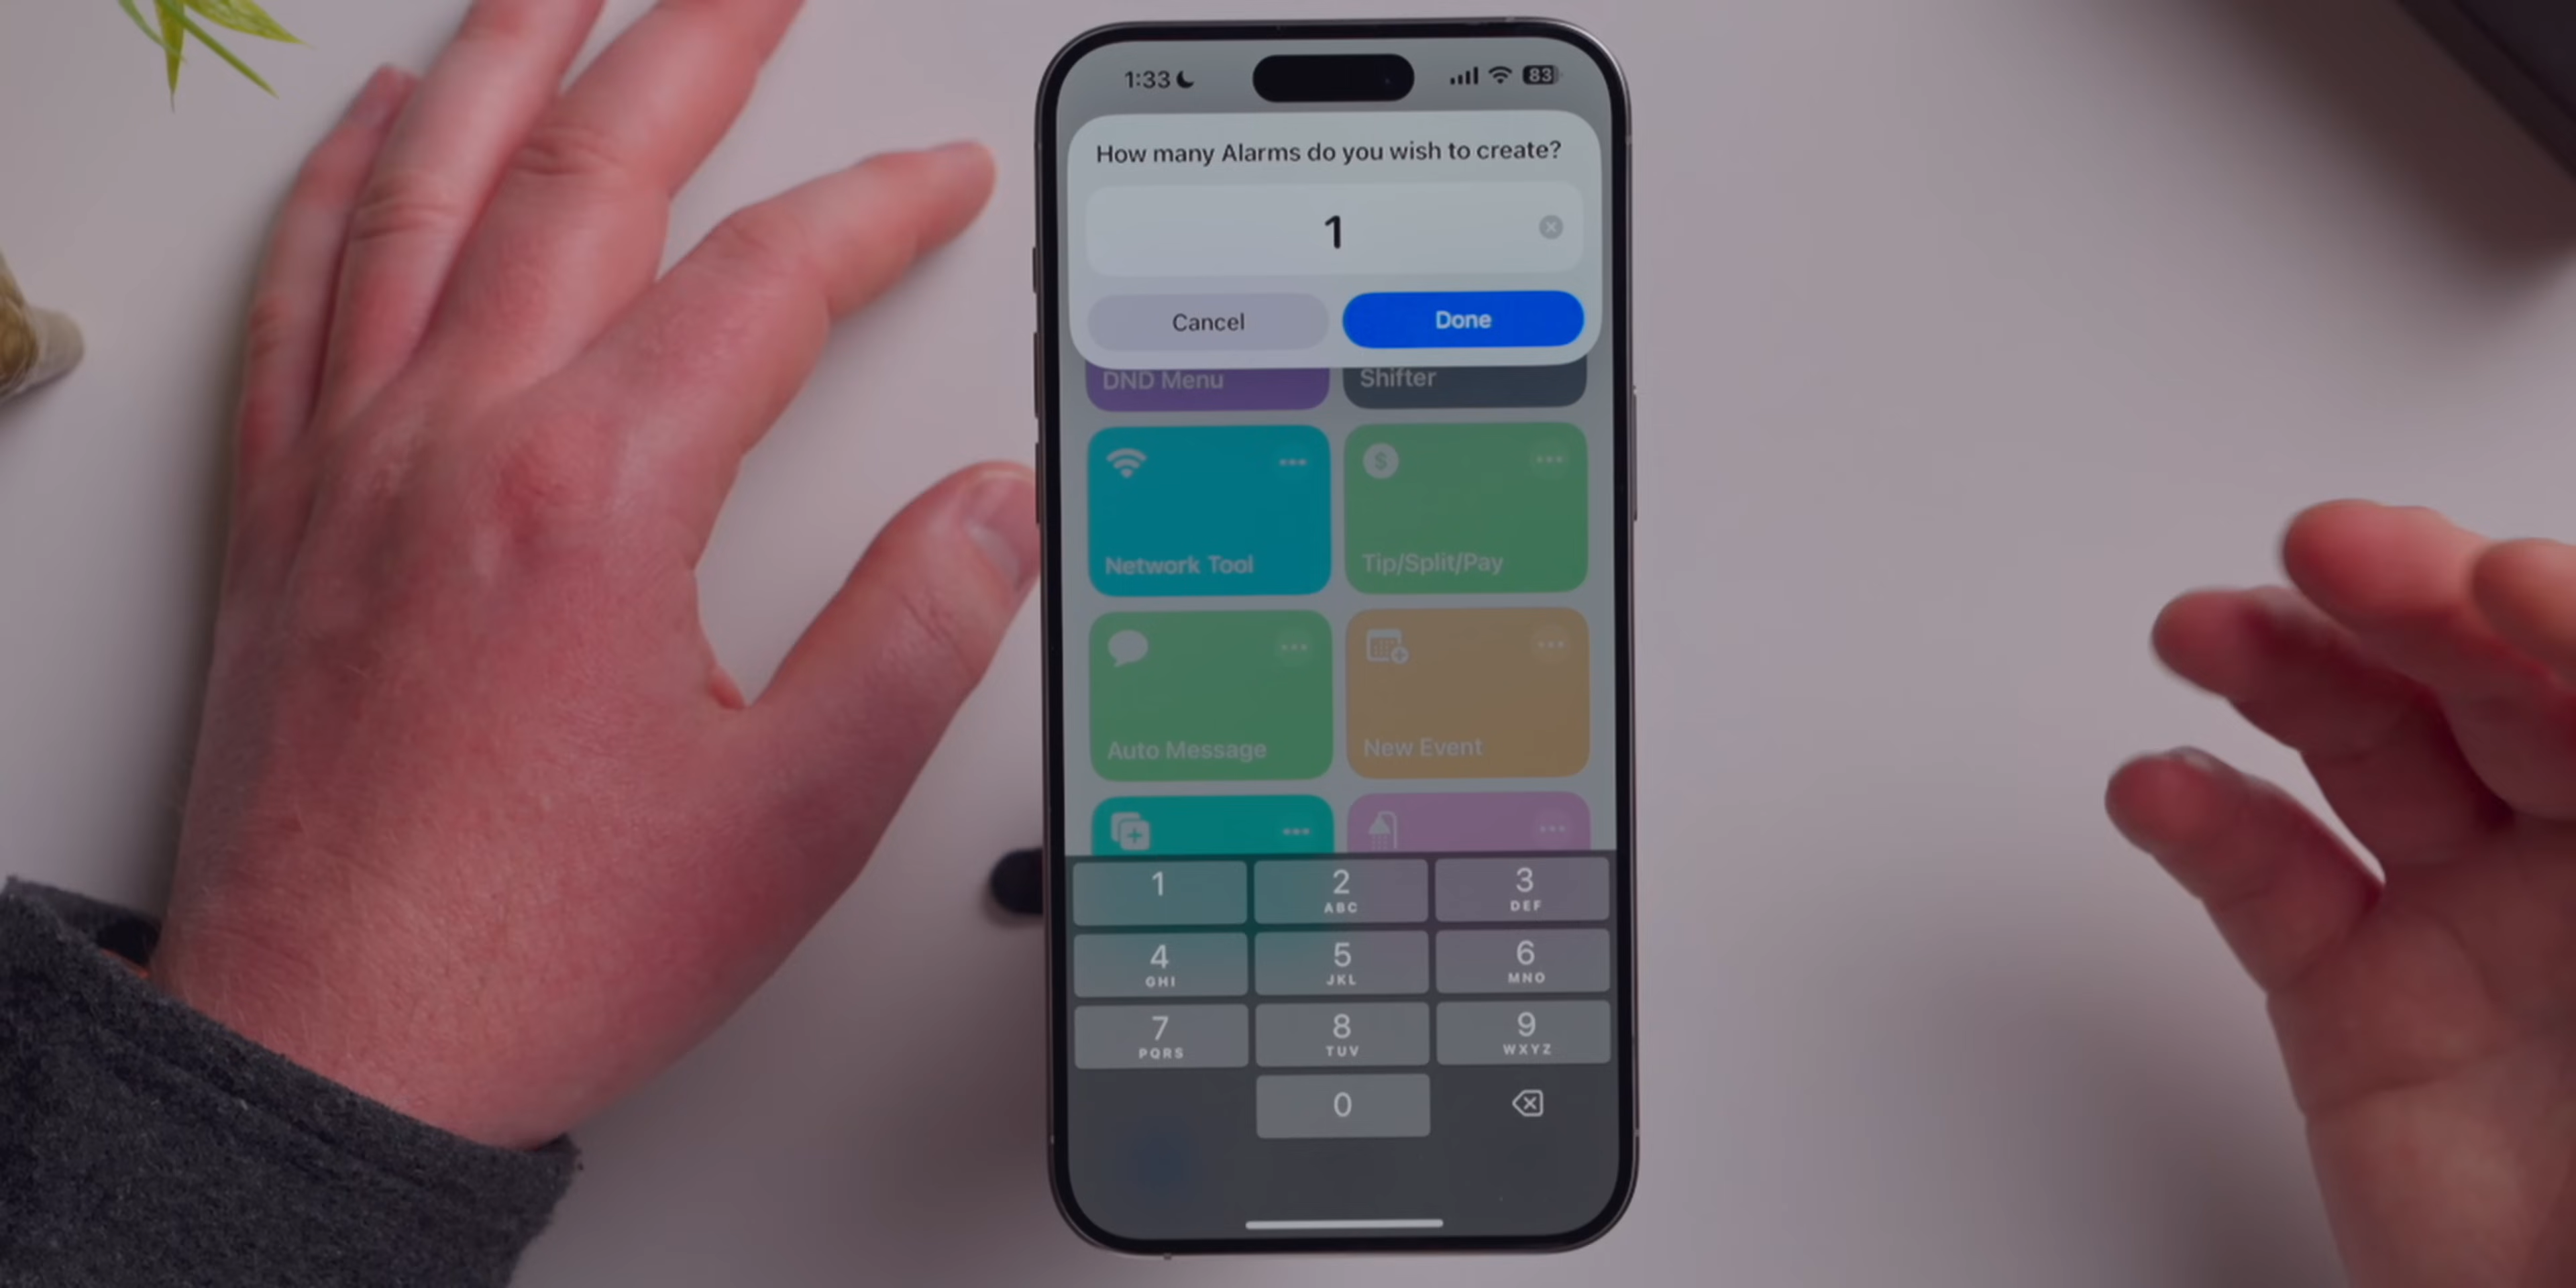 1:33
83
How many Alarms do you wish to create?
1
Cancel
Done
DND Menu
Shifter
$
Network Tool
Tip/Split/Pay
Auto Message
New Event
1
2
ABC
3
DEF
4
GHI
5
JKL
6
MNO
7
PQRS
8
TUV
9
WXYZ
0